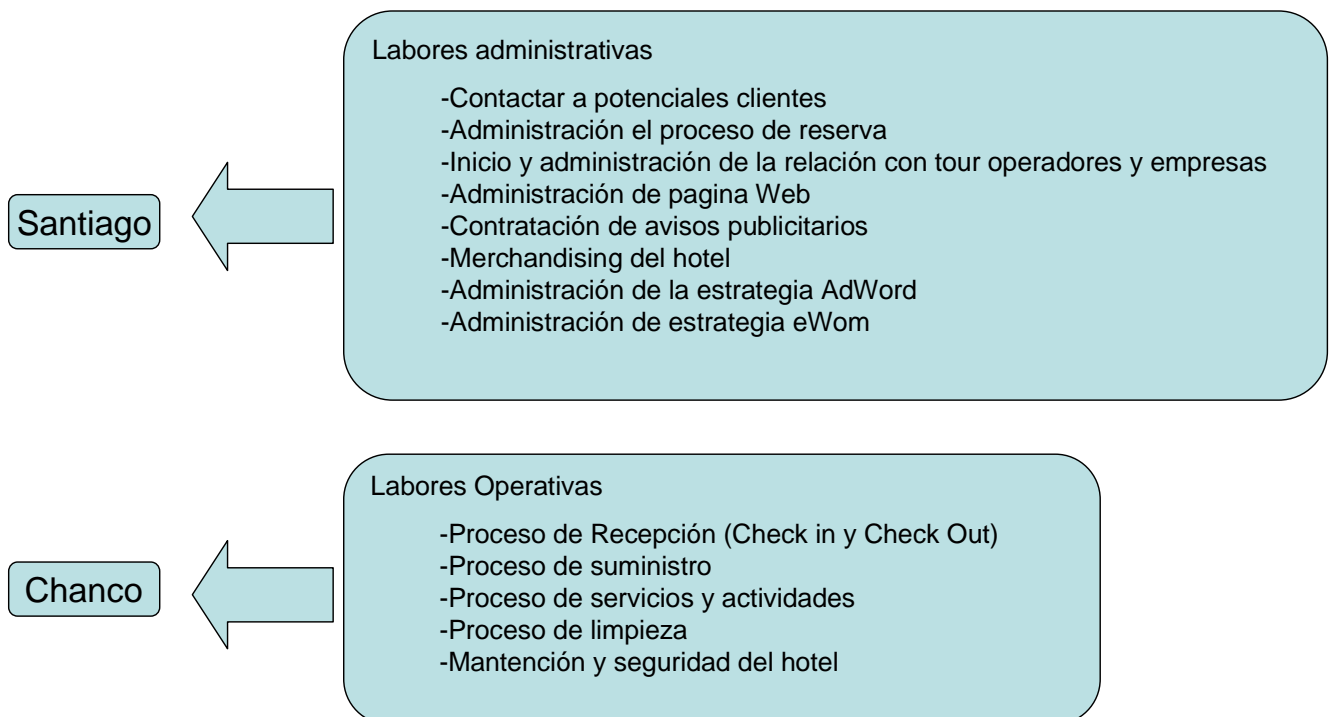 Labores administrativas
-Contactar a potenciales clientes
-Administración el proceso de reserva
-Inicio y administración de la relación con tour operadores y empresas
-Administración de pagina Web
-Contratación de avisos publicitarios
-Merchandising del hotel
-Administración de la estrategia AdWord
-Administración de estrategia eWom
Santiago
Labores Operativas
-Proceso de Recepción (Check in y Check Out)
-Proceso de suministro
-Proceso de servicios y actividades
-Proceso de limpieza
-Mantención y seguridad del hotel
Chanco